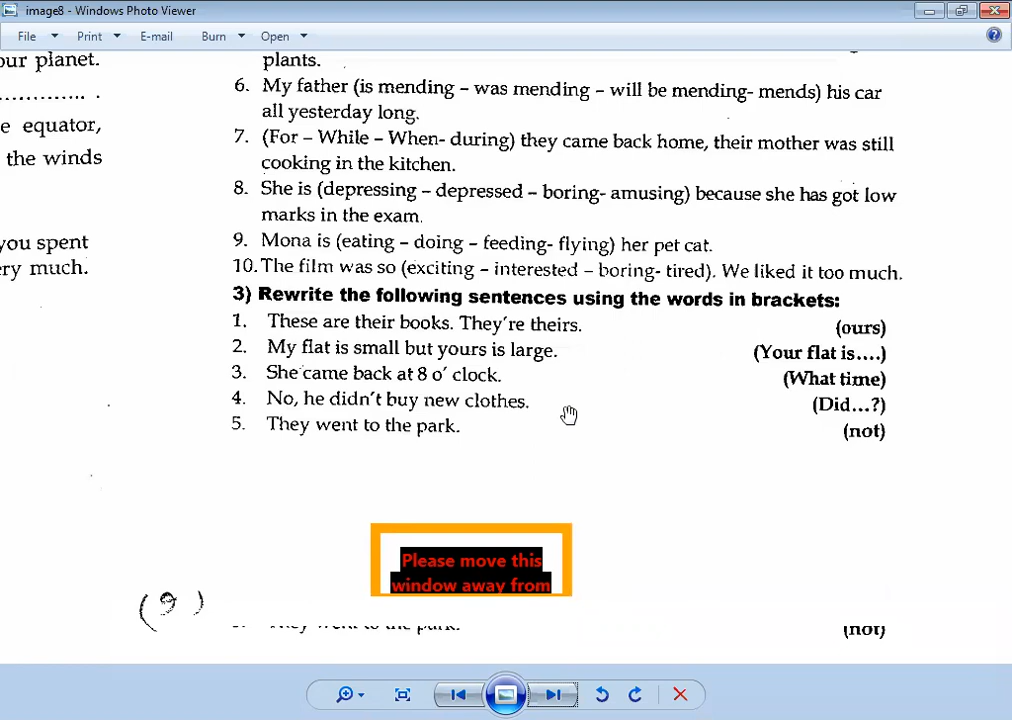 image8 - Windows Photo Viewer
File Print E-mail Burn Open
our planet.
.............. .
e equator,
the winds
you spent
ery much.
plants.
6. My father (is mending – was mending – will be mending- mends) his car
all yesterday long.
7. (For – While – When- during) they came back home, their mother was still
cooking in the kitchen.
8. She is (depressing – depressed – boring- amusing) because she has got low
marks in the exam.
9. Mona is (eating – doing – feeding- flying) her pet cat.
10. The film was so (exciting – interested – boring- tired). We liked it too much.
3) Rewrite the following sentences using the words in brackets:
1. These are their books. They're theirs. (ours)
2. My flat is small but yours is large. (Your flat is....)
3. She came back at 8 o' clock. (What time)
4. No, he didn't buy new clothes. (Did...?)
5. They went to the park. (not)
Please move this
window away from
(9)
They went to the park. (not)